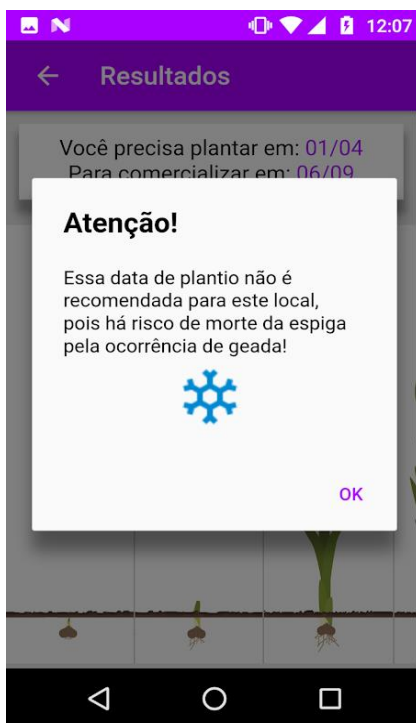 12:07
Resultados
Você precisa plantar em: 01/04
Para comercializar em: 06/09
Atenção!
Essa data de plantio não é
recomendada para este local,
pois há risco de morte da espiga
pela ocorrência de geada!
OK